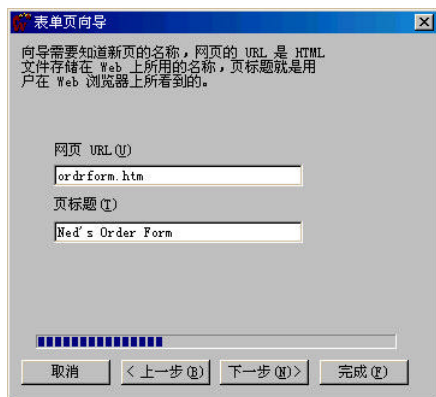 表单页向导
向导需要知道新页的名称，网页的 URL 是 HTML
文件存储在 Web 上所用的名称，页标题就是用
户在 Web 浏览器上所看到的。
网页 URL(U)
ordrform.htm
页标题(T)
Ned's Order Form
取消 < 上一步(B) 下一步(N)> 完成(F)